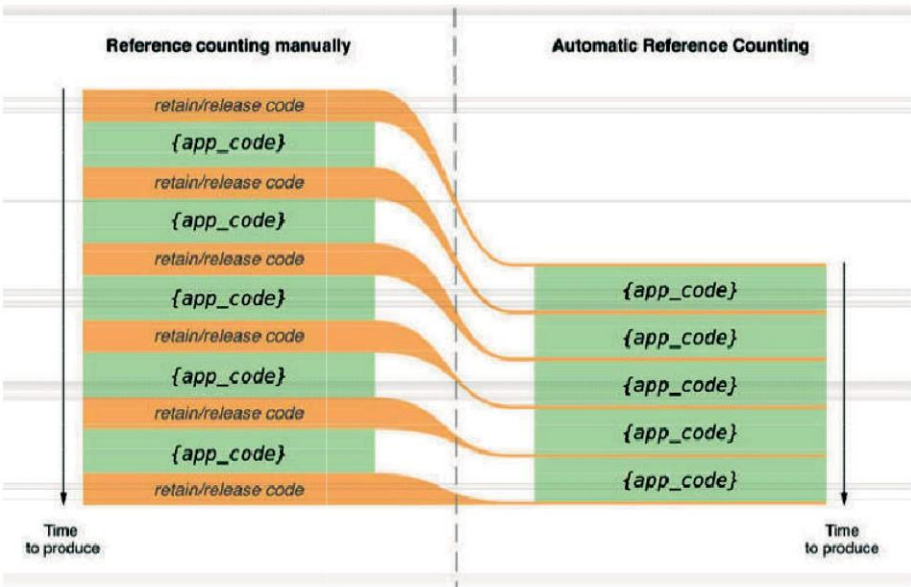 Reference counting manually
Automatic Reference Counting
retain/release code
{app_code}
retain/release code
{app_code}
retain/release code
{app_code}
retain/release code
{app_code}
retain/release code
{app_code}
retain/release code
Time
to produce
{app_code}
{app_code}
{app_code}
{app_code}
{app_code}
Time
to produce